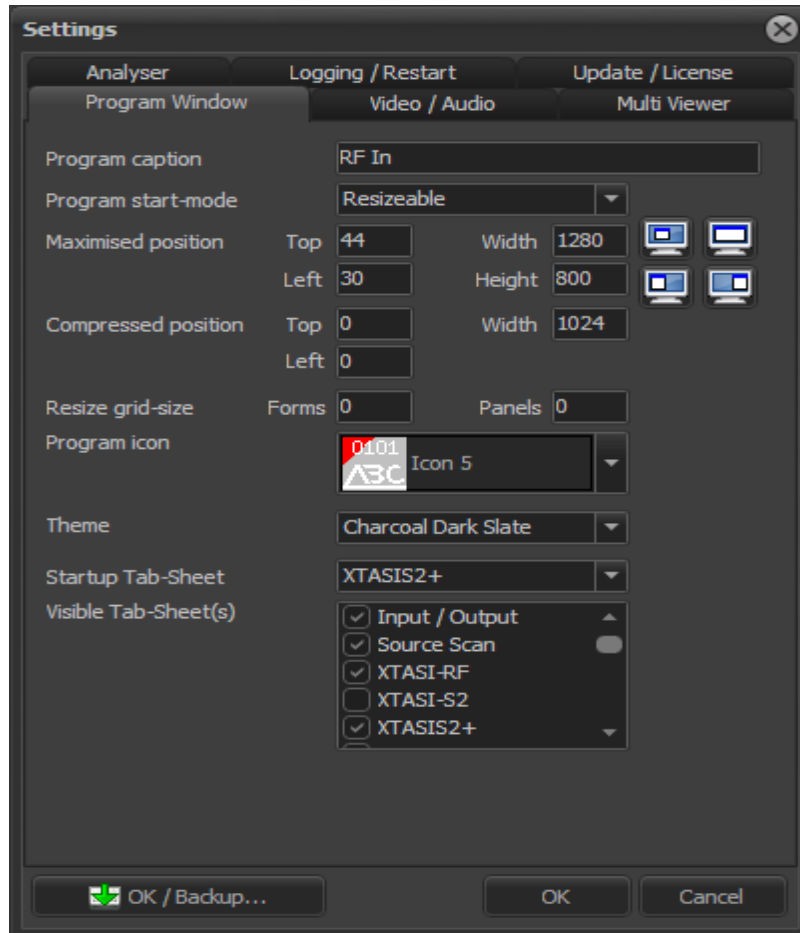 Settings
Analyser Logging / Restart Update / License
Program Window Video / Audio Multi Viewer
Program caption RF In
Program start-mode Resizeable
Maximised position Top 44 Width 1280
Left 30 Height 800
Compressed position Top 0 Width 1024
Left 0
Resize grid-size Forms 0 Panels 0
Program icon 0101 ABC Icon 5
Theme Charcoal Dark Slate
Startup Tab-Sheet XTASIS2+
Visible Tab-Sheet(s) Input / Output
Source Scan
XTASI-RF
XTASI-S2
XTASIS2+
OK / Backup... OK Cancel